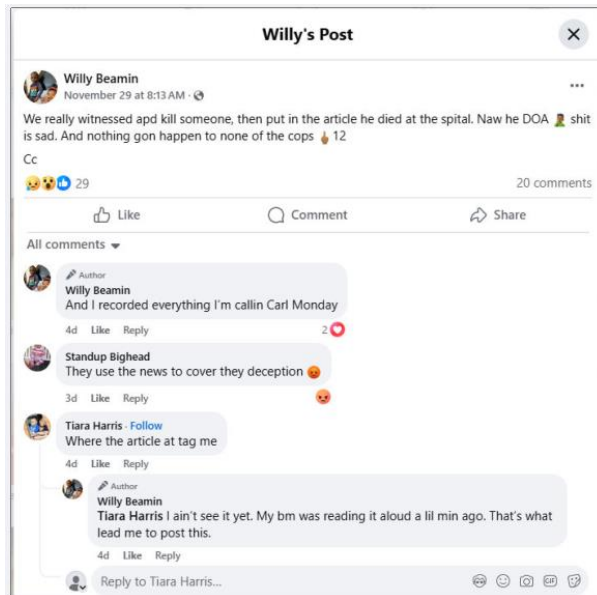 Willy's Post
Willy Beamin
November 29 at 8:13 AM ·
We really witnessed apd kill someone, then put in the article he died at the spital. Naw he DOA 🤦🏾‍♂️ shit
is sad. And nothing gon happen to none of the cops 🖕🏾 12
Cc
29
20 comments
Like
Comment
Share
All comments
Author
Willy Beamin
And I recorded everything I'm callin Carl Monday
4d Like Reply
2
Standup Bighead
They use the news to cover they deception 😡
3d Like Reply
Tiara Harris · Follow
Where the article at tag me
4d Like Reply
Author
Willy Beamin
Tiara Harris I ain't see it yet. My bm was reading it aloud a lil min ago. That's what
lead me to post this.
4d Like Reply
Reply to Tiara Harris...
GIF